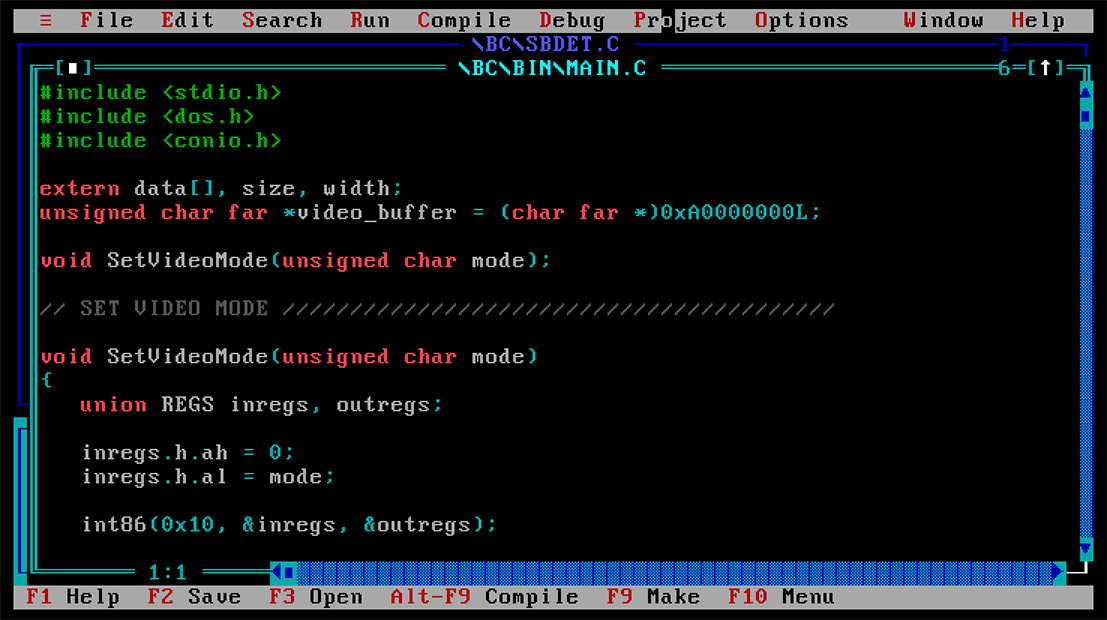 ≡ File Edit Search Run Compile Debug Project Options Window Help
\BC\SBDET.C 1
[■] \BC\BIN\MAIN.C 6=[↑]
#include <stdio.h>
#include <dos.h>
#include <conio.h>
extern data[], size, width;
unsigned char far *video_buffer = (char far *)0xA0000000L;
void SetVideoMode(unsigned char mode);
// SET VIDEO MODE /////////////////////////////////////////
void SetVideoMode(unsigned char mode)
{
union REGS inregs, outregs;
inregs.h.ah = 0;
inregs.h.al = mode;
int86(0x10, &inregs, &outregs);
1:1
F1 Help F2 Save F3 Open Alt-F9 Compile F9 Make F10 Menu